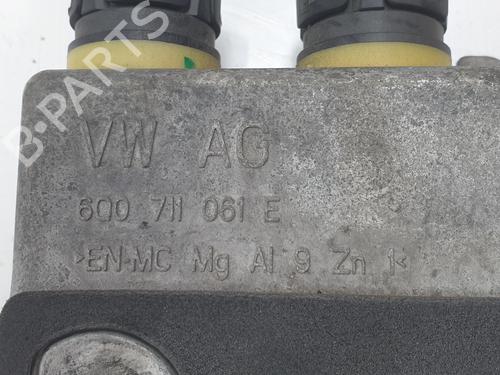 VW AG
6Q0 711 061 E
>EN-MC Mg Al 9 Zn 1<
B-PARTS